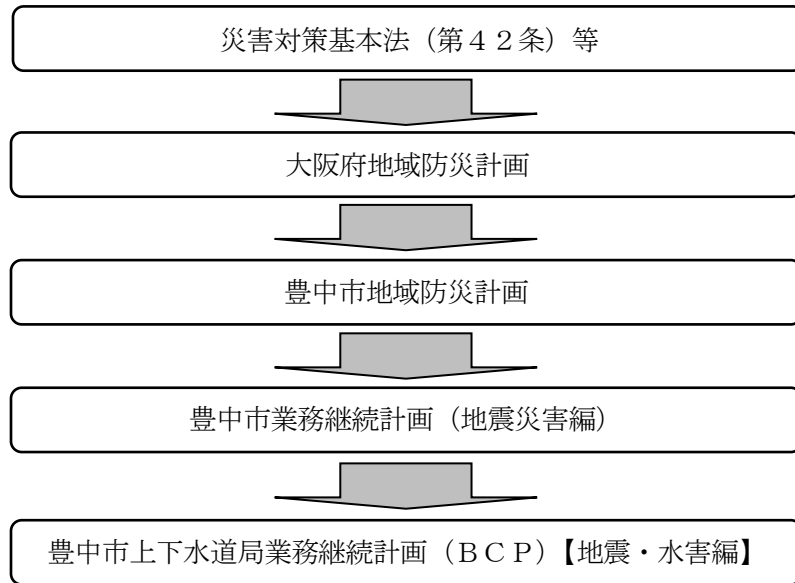 災害対策基本法（第４２条）等
大阪府地域防災計画
豊中市地域防災計画
豊中市業務継続計画（地震災害編）
豊中市上下水道局業務継続計画（ＢＣＰ）【地震・水害編】